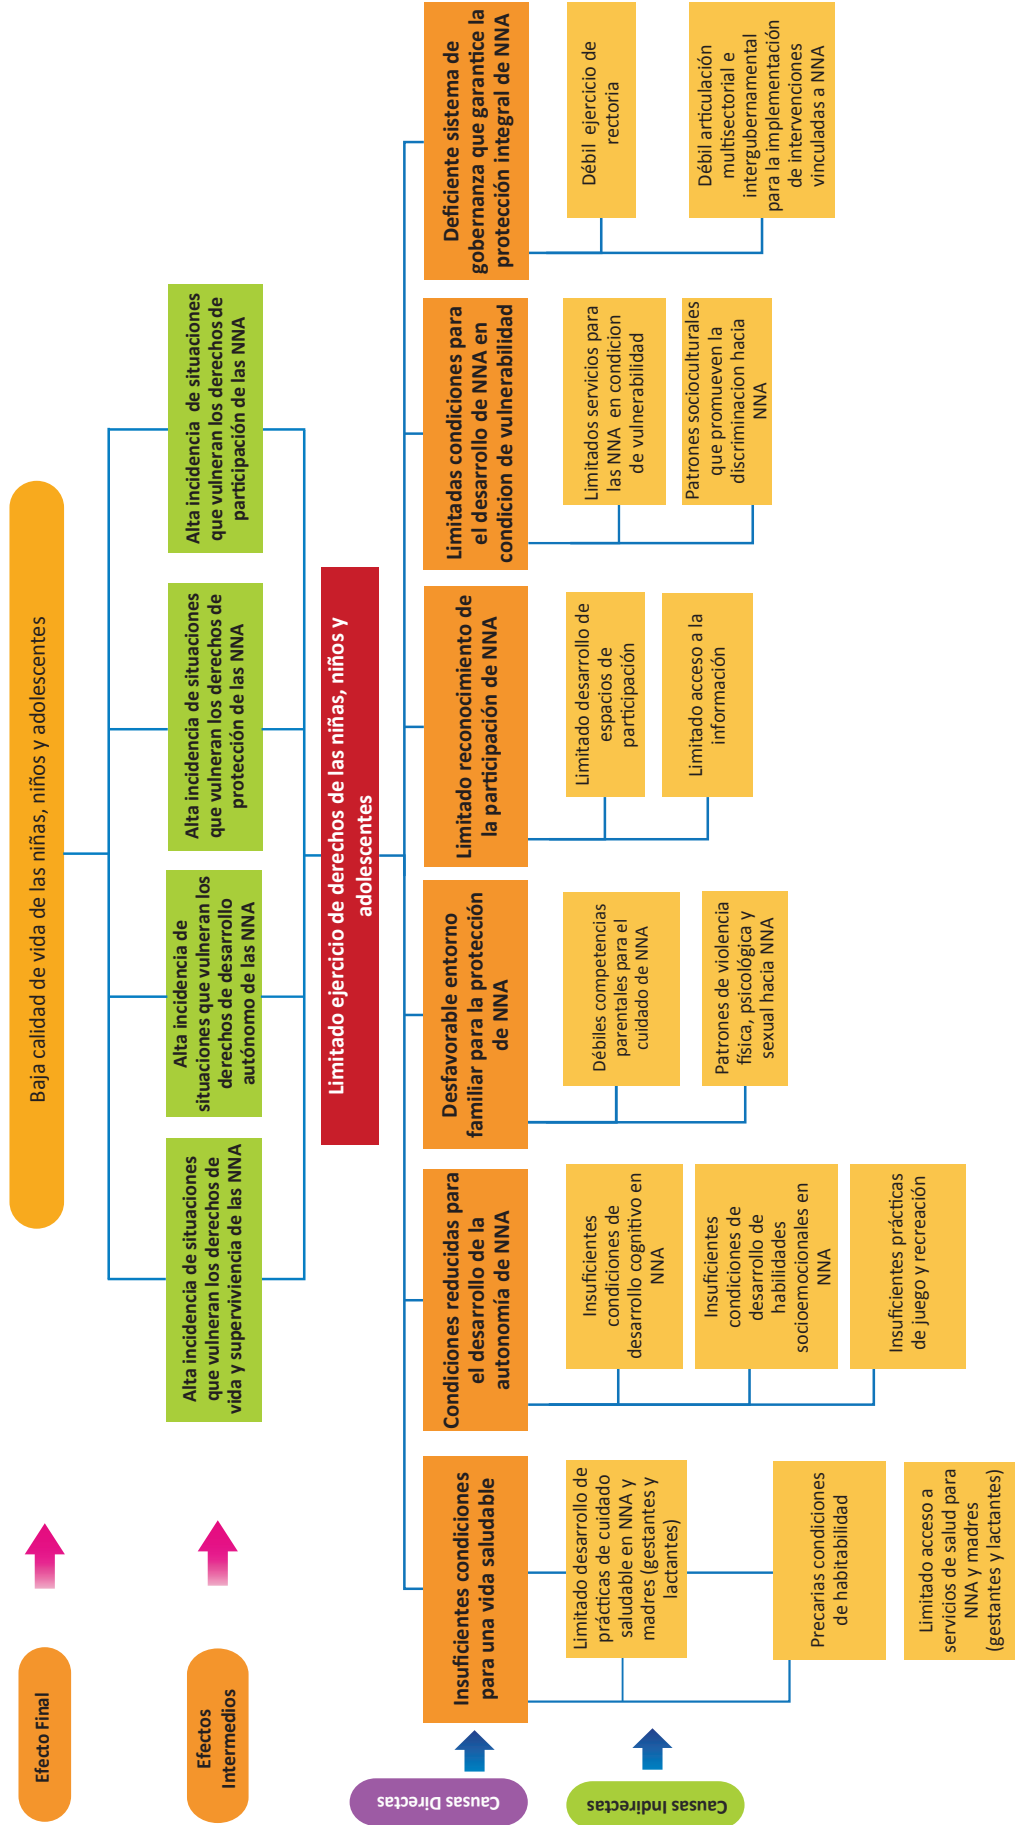 Efecto Final
Baja calidad de vida de las niñas, niños y adolescentes
Efectos
Intermedios
Alta incidencia de situaciones
que vulneran los derechos de
vida y superviviencia de las NNA
Alta incidencia de
situaciones que vulneran los
derechos de desarrollo
autónomo de las NNA
Alta incidencia de situaciones
que vulneran los derechos de
protección de las NNA
Alta incidencia  de situaciones
que vulneran los derechos de
participación de las NNA
Limitado ejercicio de derechos de las niñas, niños y
adolescentes
Causas Directas
Insuficientes condiciones
para una vida saludable
Condiciones reducidas para
el desarrollo de la
autonomía de NNA
Desfavorable entorno
familiar para la protección
de NNA
Limitado reconocimiento de
la participación de NNA
Limitadas condiciones para
el desarrollo de NNA en
condicion de vulnerabilidad
Deficiente sistema de
gobernanza que garantice la
protección integral de NNA
Causas Indirectas
Limitado desarrollo de
prácticas de cuidado
saludable en NNA y
madres (gestantes y
lactantes)
Precarias condiciones
de habitabilidad
Limitado acceso a
servicios de salud para
NNA y madres
(gestantes y lactantes)
Insuficientes
condiciones de
desarrollo cognitivo en
NNA
Insuficientes
condiciones de
desarrollo de
habilidades
socioemocionales en
NNA
Insuficientes prácticas
de juego y recreación
Débiles competencias
parentales para el
cuidado de NNA
Patrones de violencia
física, psicológica y
sexual hacia NNA
Limitado desarrollo de
espacios de
participación
Limitado acceso a la
información
Limitados servicios para
las NNA  en condicion
de vulnerabilidad
Patrones socioculturales
que promueven la
discriminacion hacia
NNA
Débil  ejercicio de
rectoria
Débil articulación
multisectorial e
intergubernamental
para la implementación
de intervenciones
vinculadas a NNA